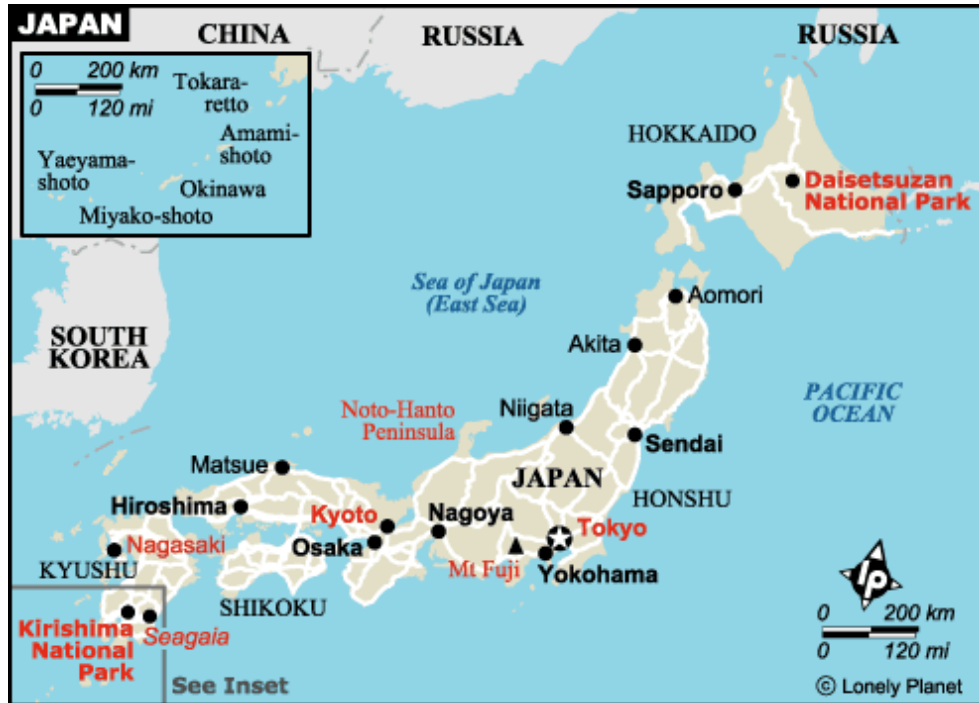 JAPAN
CHINA
RUSSIA
RUSSIA
0 200 km
0 120 mi
Tokara-
retto
Amami-
shoto
Yaeyama-
shoto
Okinawa
Miyako-shoto
HOKKAIDO
Sapporo
Daisetsuzan
National Park
Sea of Japan
(East Sea)
Aomori
SOUTH
KOREA
Akita
PACIFIC
OCEAN
Noto-Hanto
Peninsula
Niigata
Sendai
Matsue
JAPAN
HONSHU
Hiroshima
Kyoto
Nagoya
Tokyo
Nagasaki
Osaka
Mt Fuji
Yokohama
KYUSHU
SHIKOKU
lp
0 200 km
0 120 mi
Kirishima
National
Park
Seagaia
See Inset
© Lonely Planet